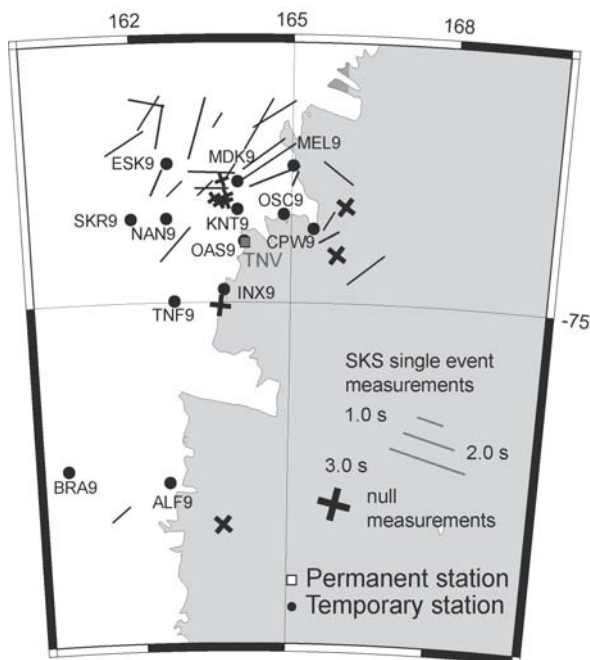 162
165
168
MDK9
MEL9
ESK9
OSC9
SKR9
NAN9
KNT9
CPW9
OAS9
TNV
INX9
TNF9
-75
SKS single event
measurements
1.0 s
2.0 s
3.0 s
BRA9
ALF9
null
measurements
Permanent station
Temporary station